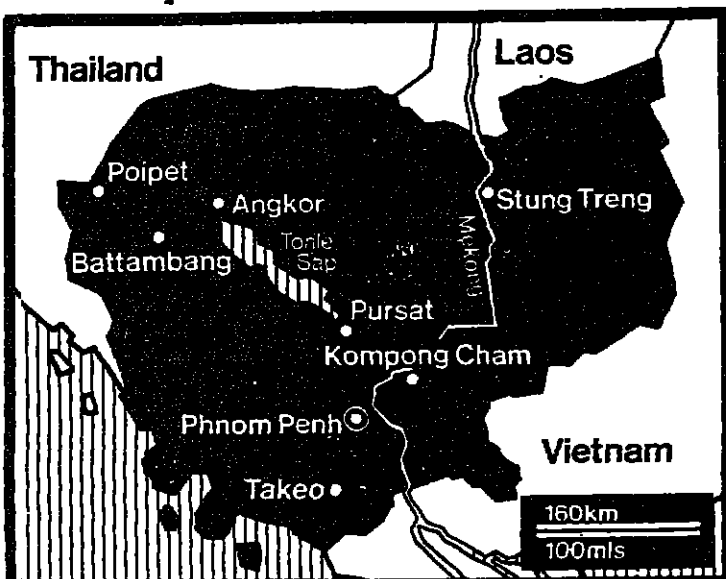 Thailand
Laos
Poipet
Angkor
Stung Treng
Battambang
Tonle
Sap
Mekong
Pursat
Kompong Cham
Phnom Penh
Vietnam
Takeo
160km
100mls